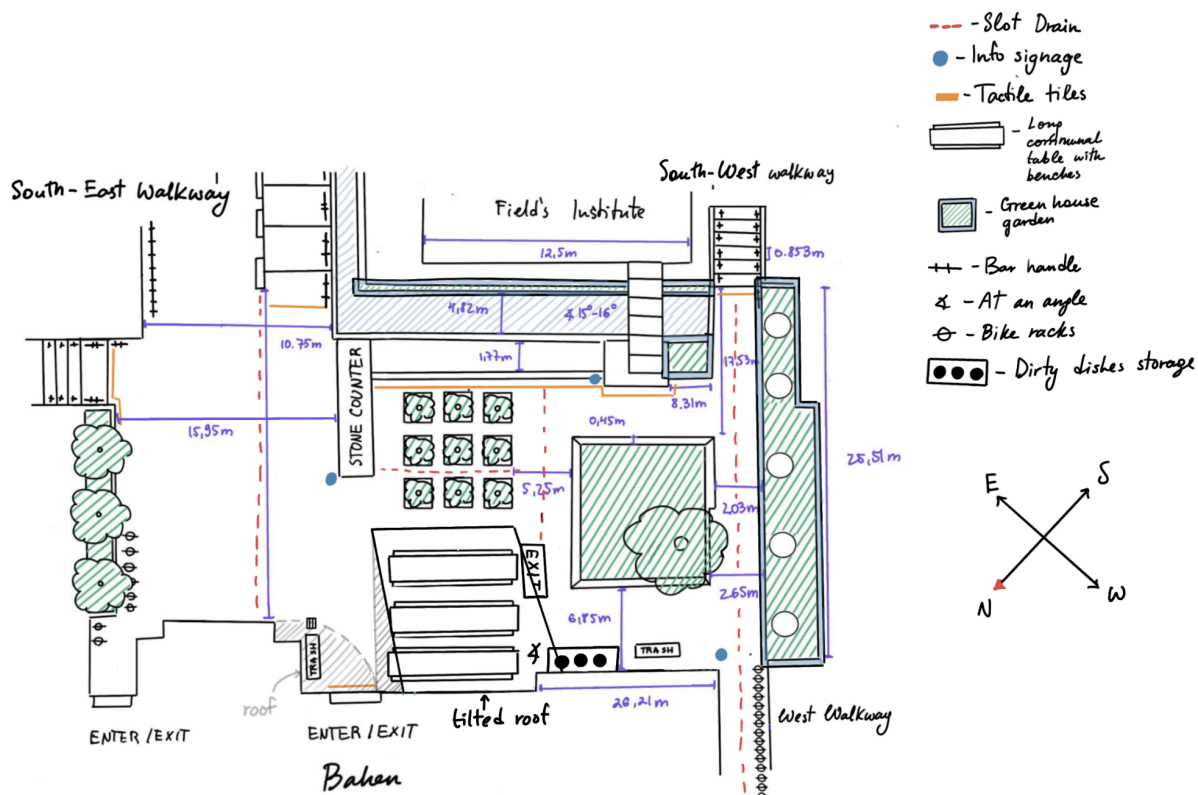 South-East Walkway
South-West walkway
Field's Institute
12,5m
0.853m
4,82m
∡ 15°-16°
10.75m
1,77m
17,53m
8.31m
STONE COUNTER
15,95m
0,45m
5,25m
2,03m
25,51m
EXIT
2,65m
6,85m
TRASH
TRASH
roof
26,21m
tilted roof
West Walkway
ENTER/EXIT
ENTER/EXIT
Bahen
- Slot Drain
- Info signage
- Tactile tiles
- Long
communal
table with
benches
- Green house
garden
- Bar handle
∡ - At an angle
- Bike racks
- Dirty dishes storage
E
S
N
W